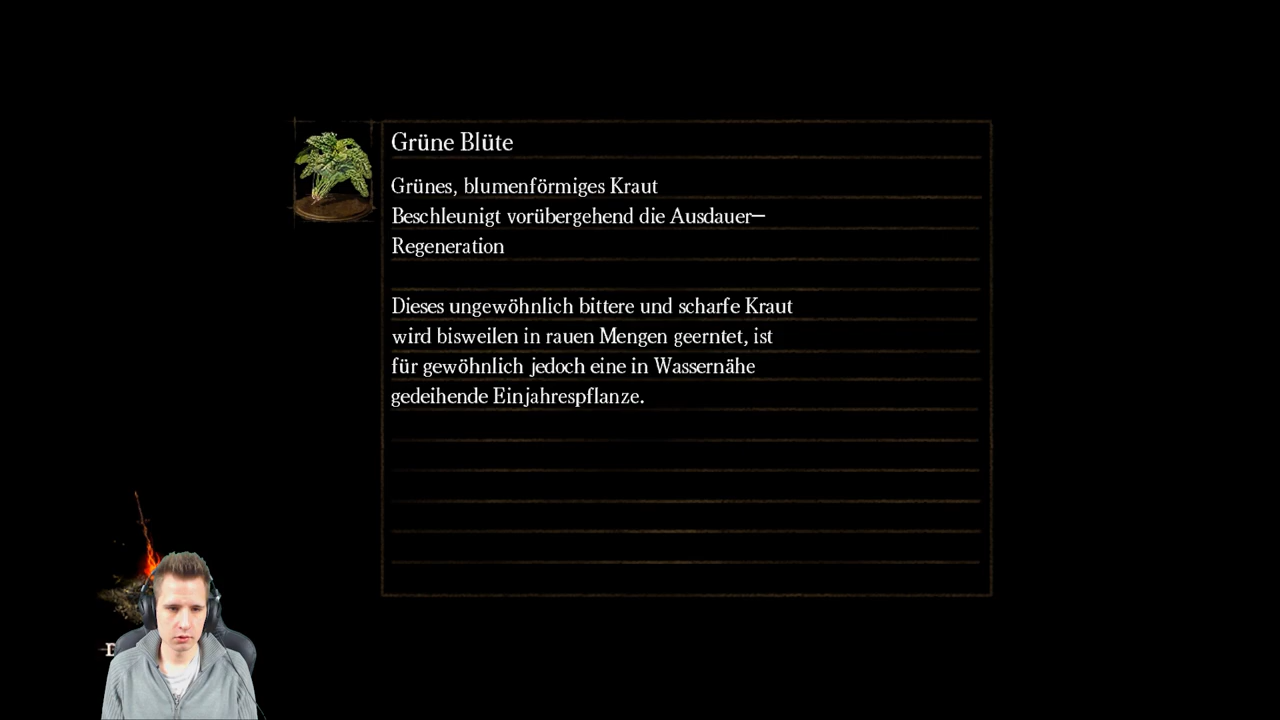 Grüne Blüte
Grünes, blumenförmiges Kraut
Beschleunigt vorübergehend die Ausdauer—
Regeneration
Dieses ungewöhnlich bittere und scharfe Kraut
wird bisweilen in rauen Mengen geerntet, ist
für gewöhnlich jedoch eine in Wassernähe
gedeihende Einjahrespflanze.